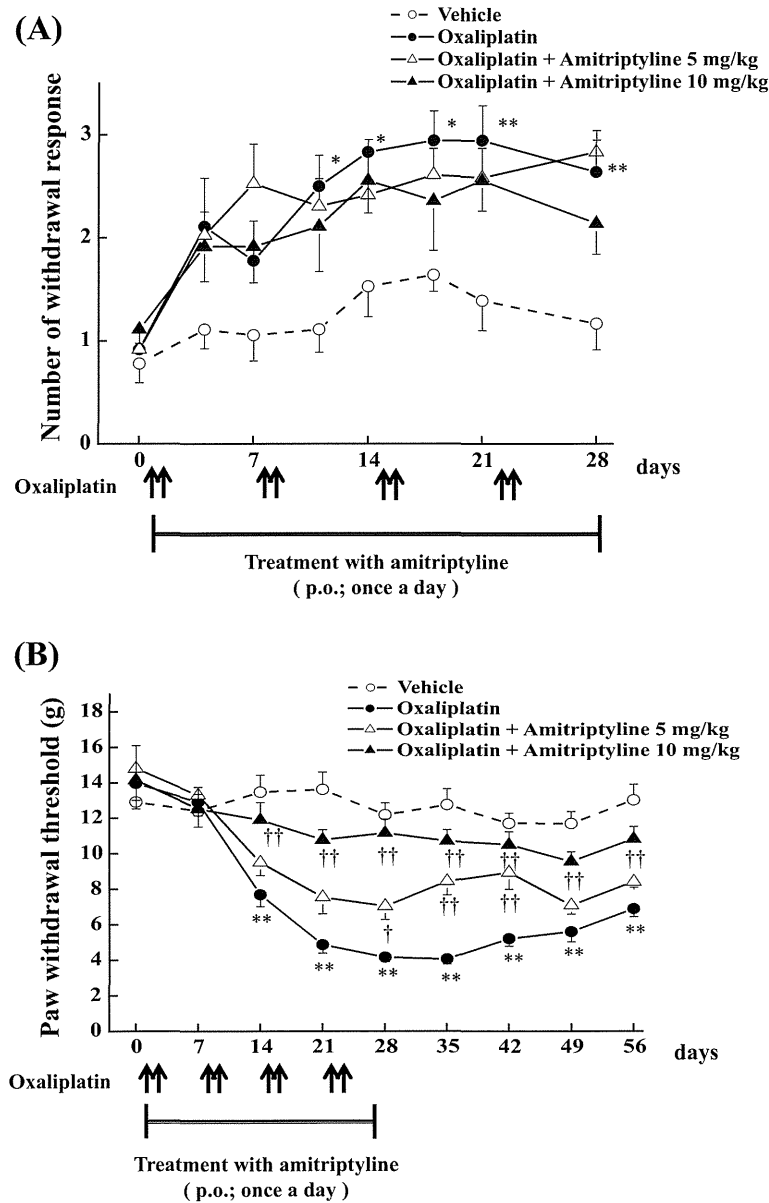 (A)
Vehicle
Oxaliplatin
Oxaliplatin + Amitriptyline 5 mg/kg
Oxaliplatin + Amitriptyline 10 mg/kg
Number of withdrawal response
3
2
1
0
* * * ** **
0 7 14 21 28 days
Oxaliplatin
Treatment with amitriptyline
( p.o.; once a day )
(B)
Vehicle
Oxaliplatin
Oxaliplatin + Amitriptyline 5 mg/kg
Oxaliplatin + Amitriptyline 10 mg/kg
Paw withdrawal threshold (g)
18
16
14
12
10
8
6
4
2
0
†† †† †† †† †† †† ††
† †† ††
** ** ** ** ** ** **
0 7 14 21 28 35 42 49 56 days
Oxaliplatin
Treatment with amitriptyline
( p.o.; once a day )